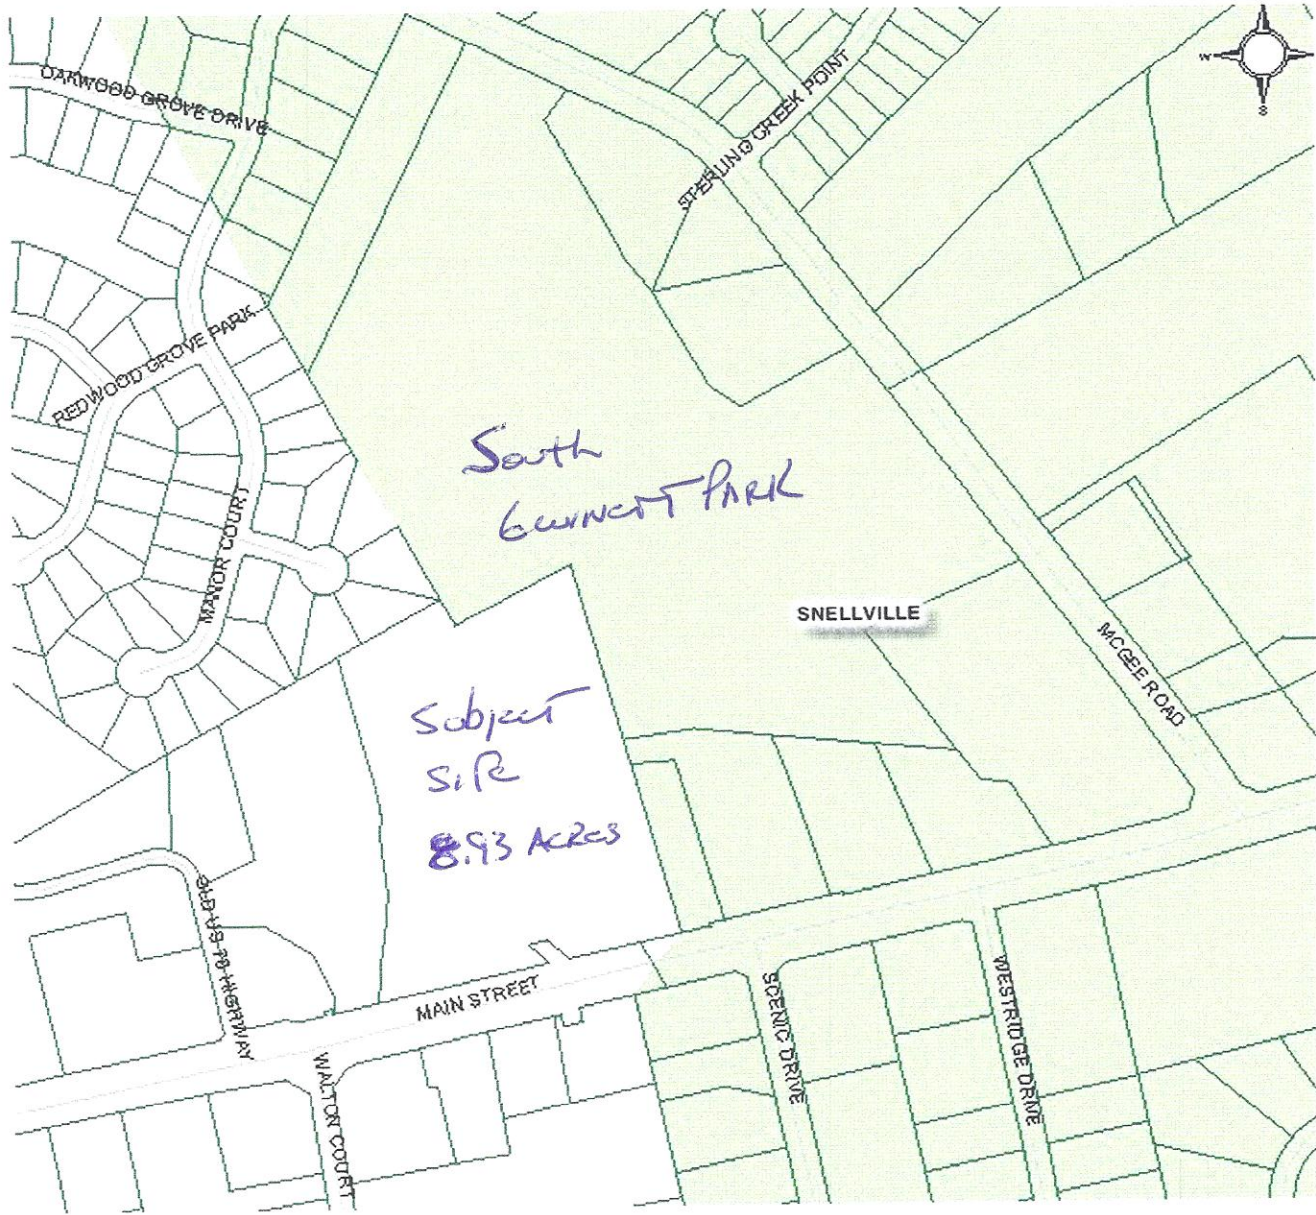 W
S
OAKWOOD GROVE DRIVE
STERLING CREEK POINT
REDWOOD GROVE PARK
South
Gwinnett PARK
MANOR COURT
SNELLVILLE
MCGEE ROAD
Subject
Site
8.93 ACRES
OLD US 78 HIGHWAY
MAIN STREET
SCENIC DRIVE
WESTRIDGE DRIVE
WALTON COURT